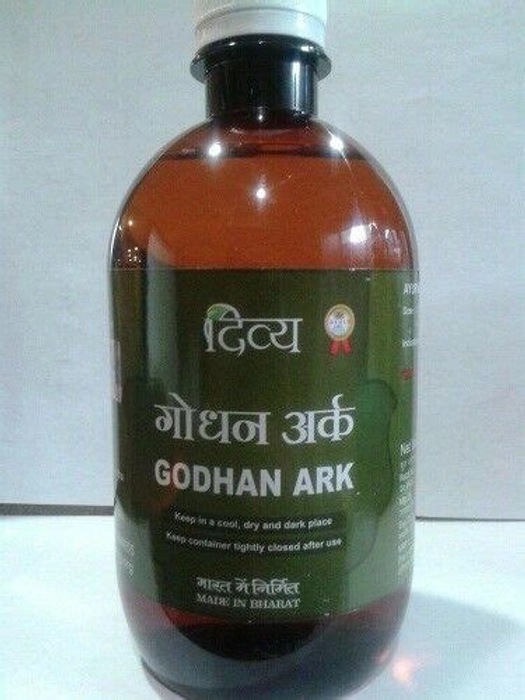 दिव्य
गोधन अर्क
GODHAN ARK
Keep in a cool, dry and dark place
Keep container tightly closed after use
भारत में निर्मित
MADE IN BHARAT
Net